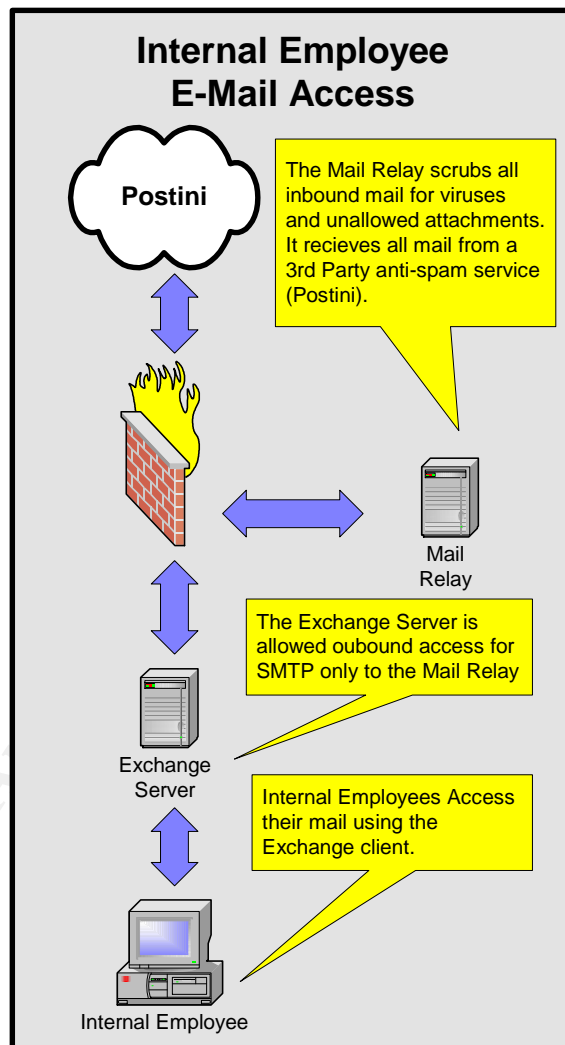 Internal Employee
E-Mail Access
Postini
The Mail Relay scrubs all
inbound mail for viruses
and unallowed attachments.
It recieves all mail from a
3rd Party anti-spam service
(Postini).
Mail
Relay
The Exchange Server is
allowed oubound access for
SMTP only to the Mail Relay
Exchange
Server
Internal Employees Access
their mail using the
Exchange client.
Internal Employee